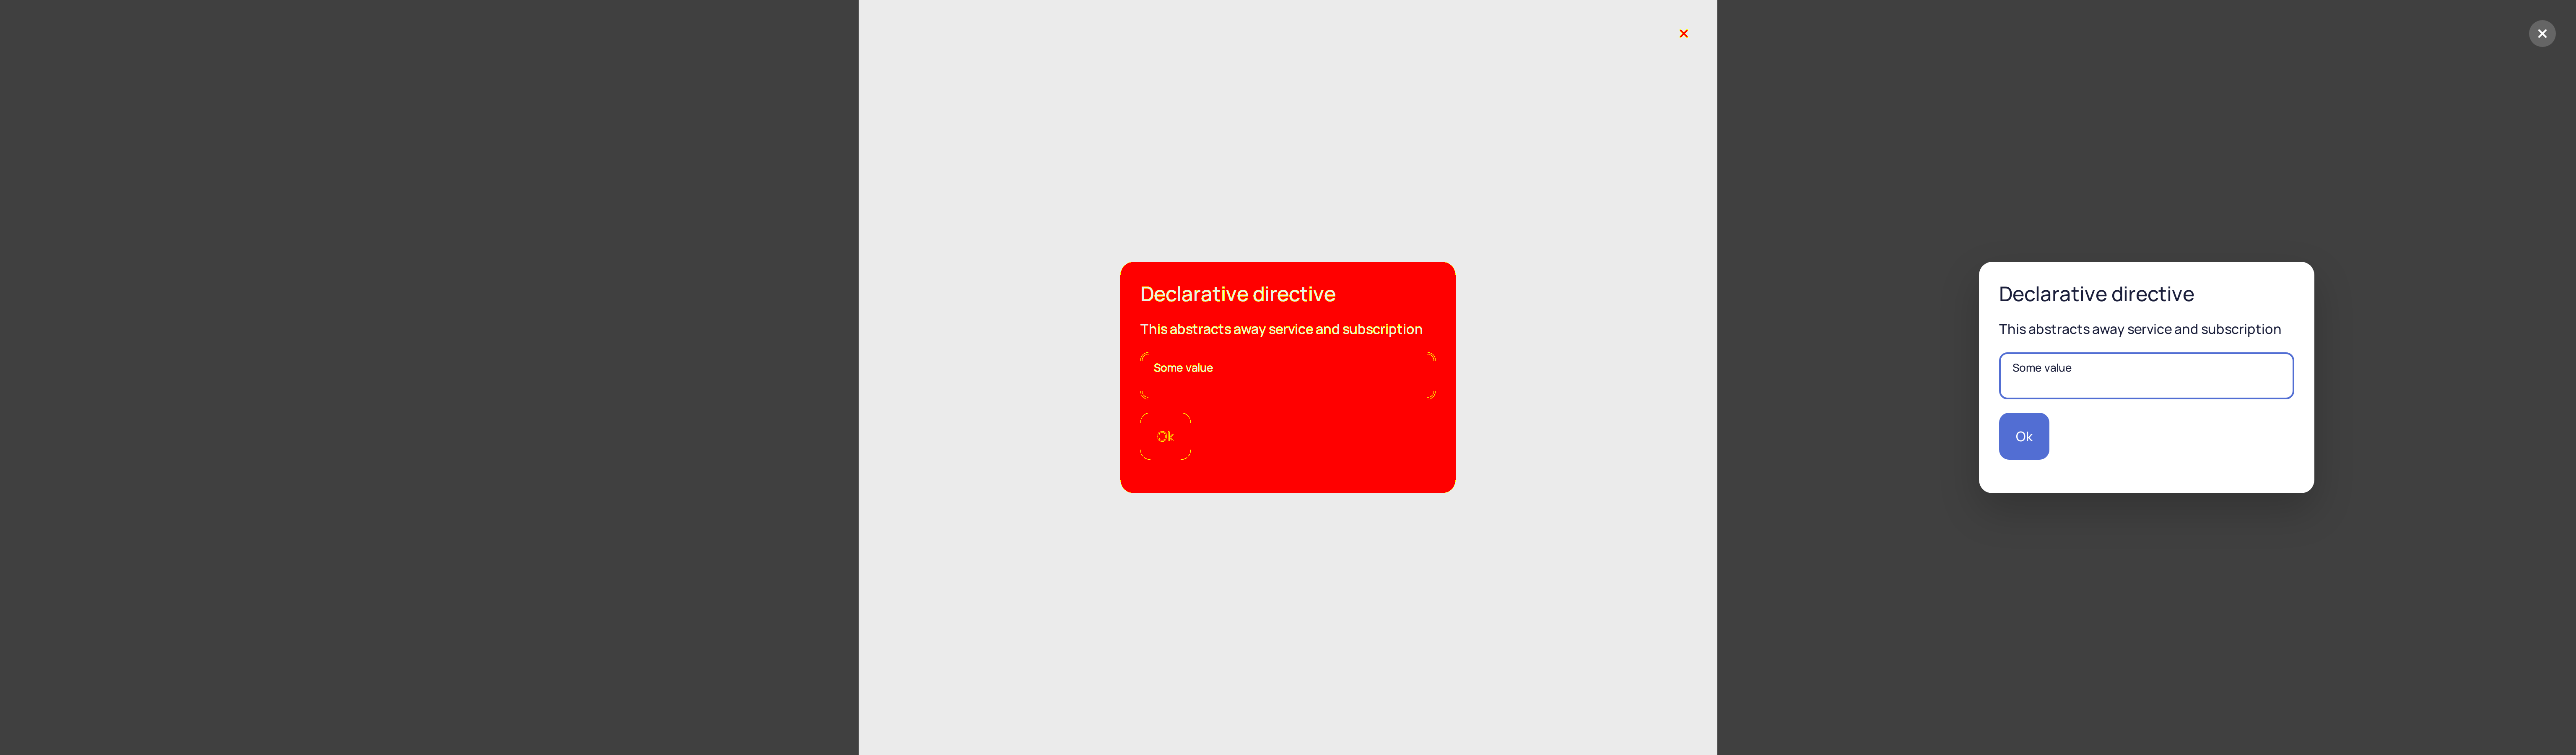 Declarative directive
This abstracts away service and subscription
Some value
Ok
Declarative directive
This abstracts away service and subscription
Some value
Ok